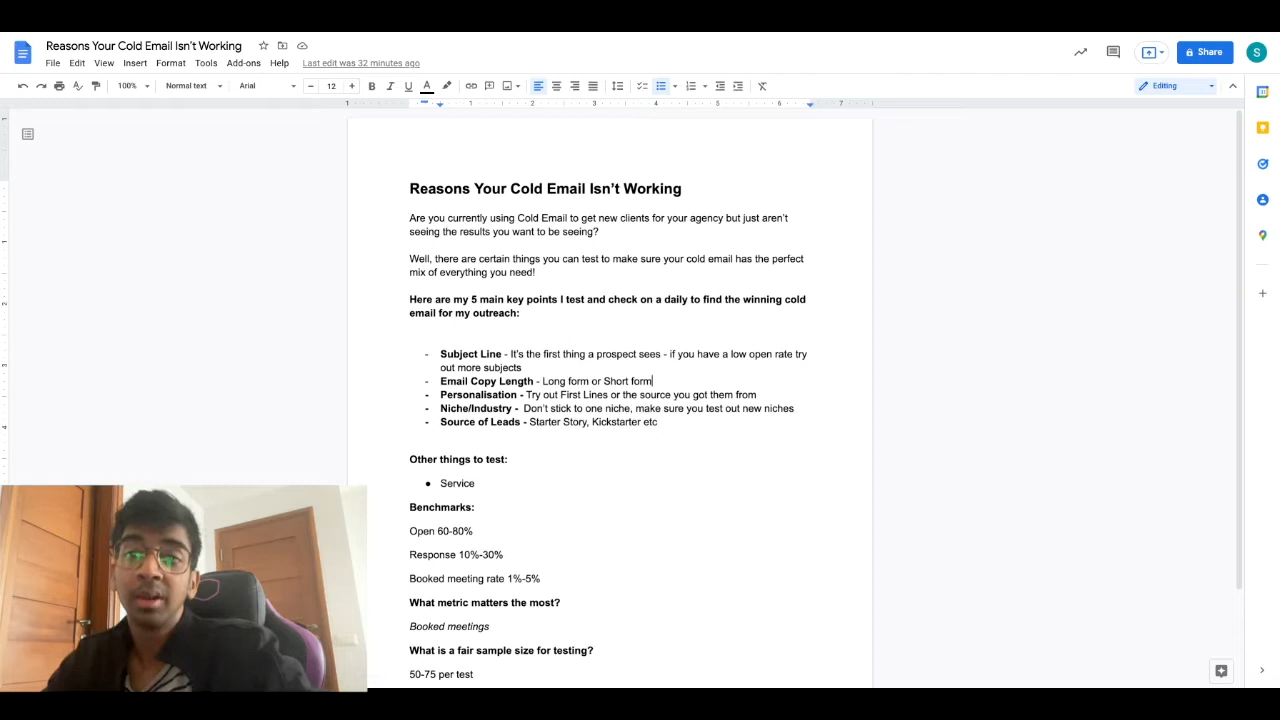 Reasons Your Cold Email Isn't Working
File Edit View Insert Format Tools Add-ons Help Last edit was 32 minutes ago
Share
S
100% Normal text Arial 12 Editing
1 1 2 3 4 5 6 7
Reasons Your Cold Email Isn't Working
Are you currently using Cold Email to get new clients for your agency but just aren't
seeing the results you want to be seeing?
Well, there are certain things you can test to make sure your cold email has the perfect
mix of everything you need!
Here are my 5 main key points I test and check on a daily to find the winning cold
email for my outreach:
- Subject Line - It's the first thing a prospect sees - if you have a low open rate try
out more subjects
- Email Copy Length - Long form or Short form
- Personalisation - Try out First Lines or the source you got them from
- Niche/Industry - Don't stick to one niche, make sure you test out new niches
- Source of Leads - Starter Story, Kickstarter etc
Other things to test:
● Service
Benchmarks:
Open 60-80%
Response 10%-30%
Booked meeting rate 1%-5%
What metric matters the most?
Booked meetings
What is a fair sample size for testing?
50-75 per test